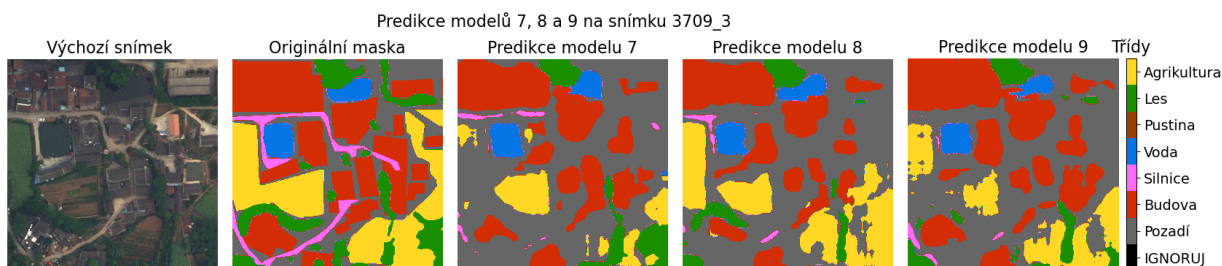 Predikce modelů 7, 8 a 9 na snímku 3709_3
Výchozí snímek
Originální maska
Predikce modelu 7
Predikce modelu 8
Predikce modelu 9
Třídy
Agrikultura
Les
Pustina
Voda
Silnice
Budova
Pozadí
IGNORUJ